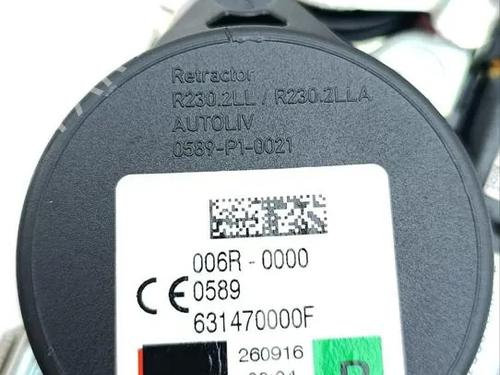 Retractor
R230.2LL / R230.2LLA
AUTOLIV
0589-P1-0021
006R - 0000
CE 0589
631470000F
260916